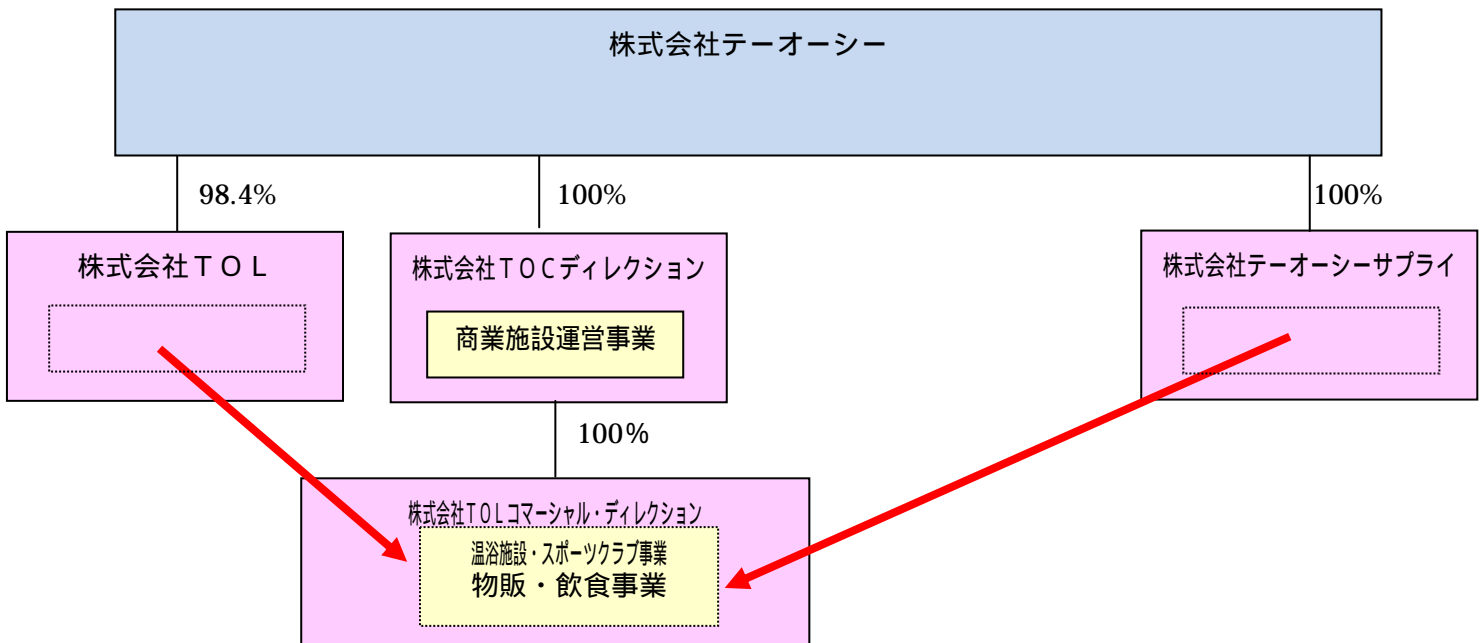 株式会社テーオーシー
98.4%
100%
100%
株式会社ＴＯＬ
株式会社ＴＯＣディレクション
株式会社テーオーシーサプライ
商業施設運営事業
100%
株式会社ＴＯＬコマーシャル・ディレクション
温浴施設・スポーツクラブ事業
物販・飲食事業